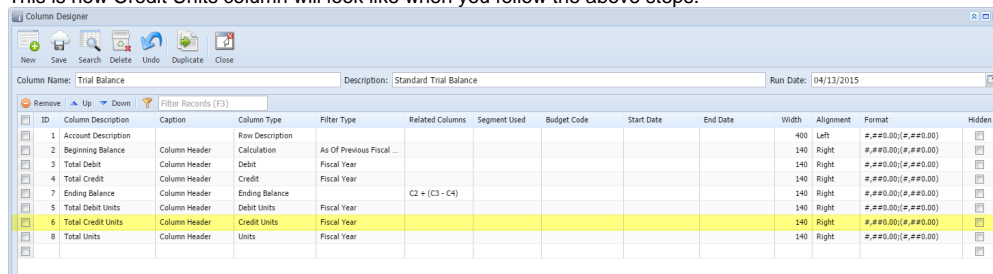 This is how Credit Units column will look like when you follow the above steps.
Column Designer
New Save Search Delete Undo Duplicate Close
Column Name: Trial Balance Description: Standard Trial Balance Run Date: 04/13/2015
Remove Up Down Filter Records (F3)
ID Column Description Caption Column Type Filter Type Related Columns Segment Used Budget Code Start Date End Date Width Alignment Format Hidden
1 Account Description Row Description 400 Left #,##0.00;(#,##0.00)
2 Beginning Balance Column Header Calculation As Of Previous Fiscal ... 140 Right #,##0.00;(#,##0.00)
3 Total Debit Column Header Debit Fiscal Year 140 Right #,##0.00;(#,##0.00)
4 Total Credit Column Header Credit Fiscal Year 140 Right #,##0.00;(#,##0.00)
7 Ending Balance Column Header Ending Balance C2 + (C3 - C4) 140 Right #,##0.00;(#,##0.00)
5 Total Debit Units Column Header Debit Units Fiscal Year 140 Right #,##0.00;(#,##0.00)
6 Total Credit Units Column Header Credit Units Fiscal Year 140 Right #,##0.00;(#,##0.00)
8 Total Units Column Header Units Fiscal Year 140 Right #,##0.00;(#,##0.00)